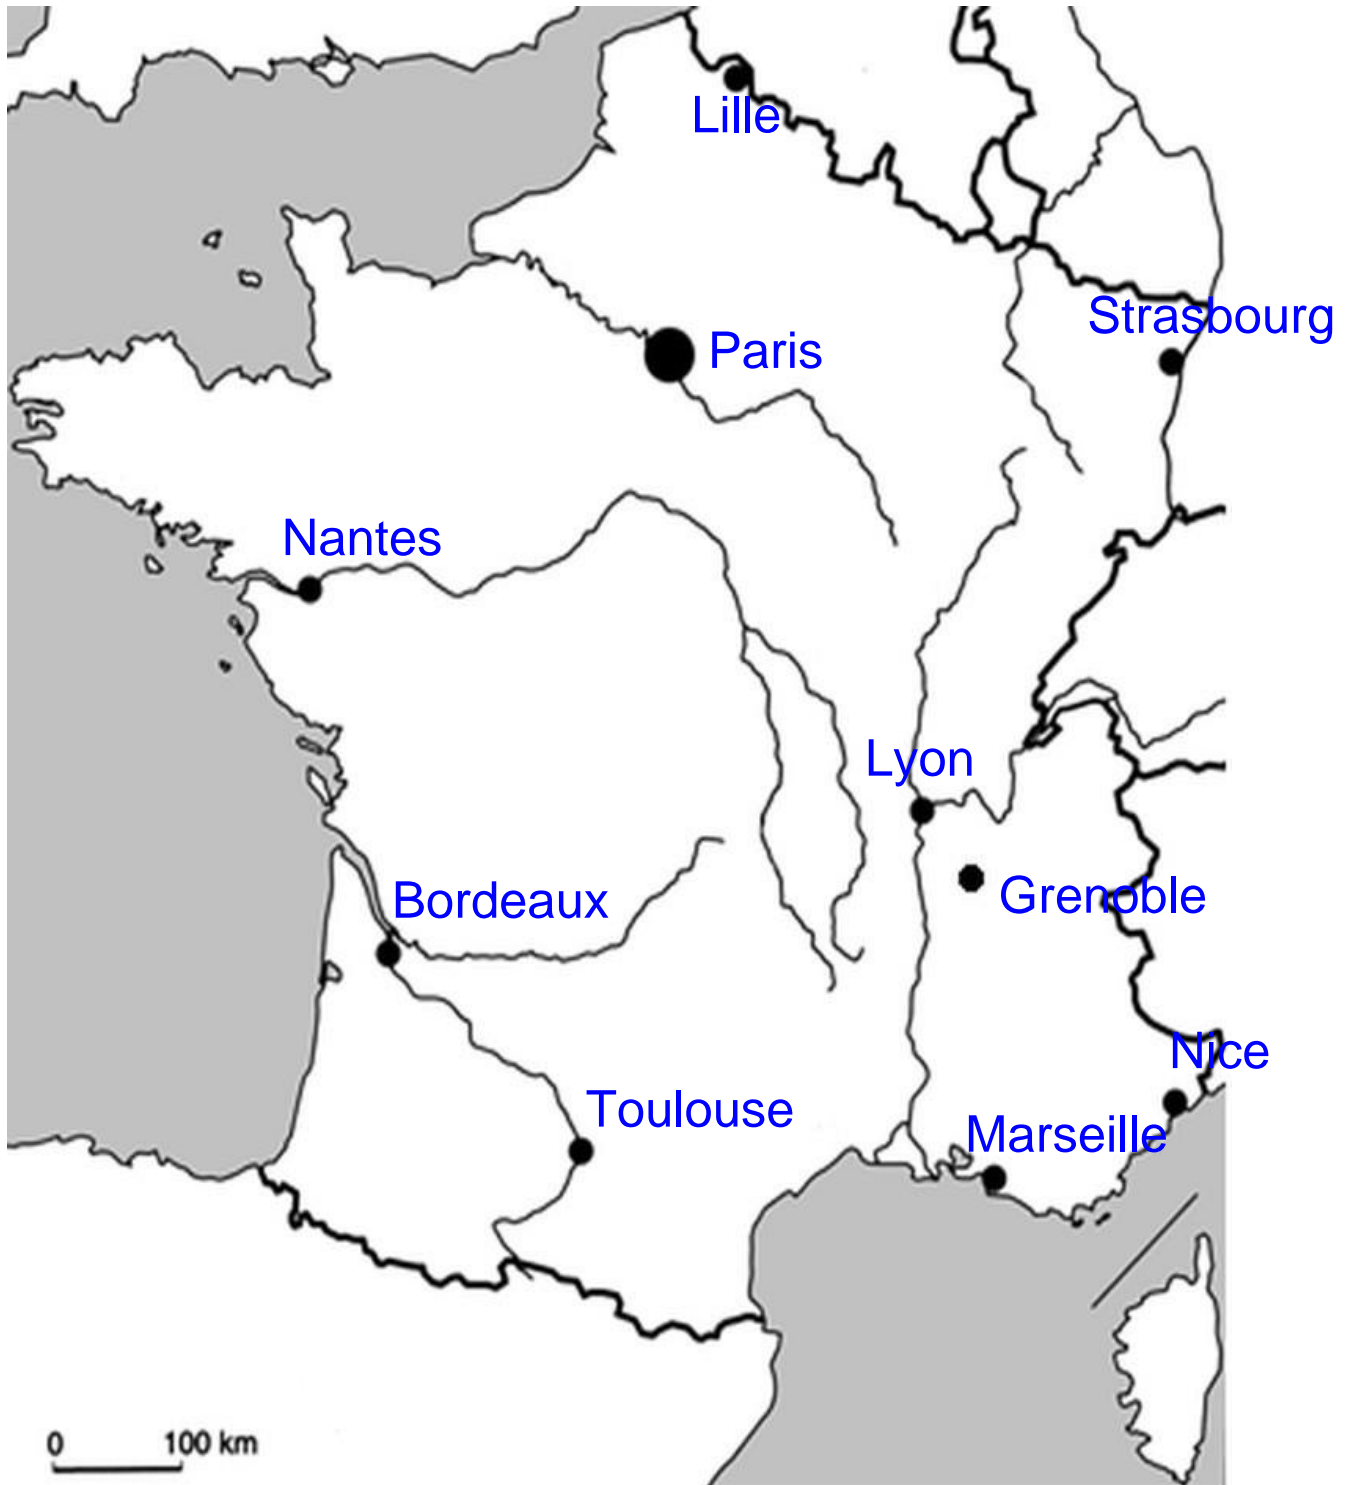 Lille
Strasbourg
Paris
Nantes
Lyon
Grenoble
Bordeaux
Nice
Toulouse
Marseille
0 100 km